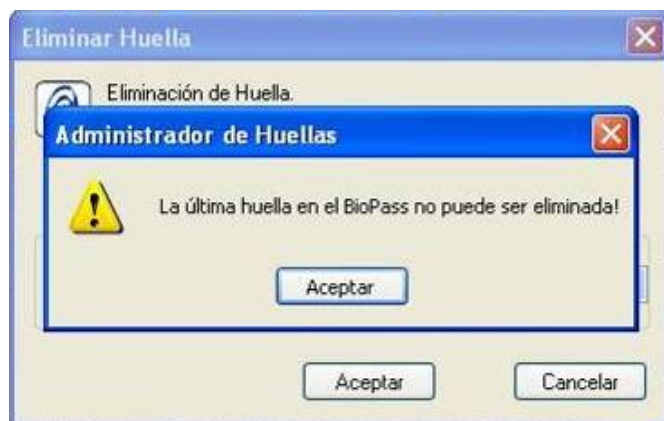 Eliminar Huella
Eliminación de Huella.
Administrador de Huellas
La última huella en el BioPass no puede ser eliminada!
Aceptar
Aceptar Cancelar